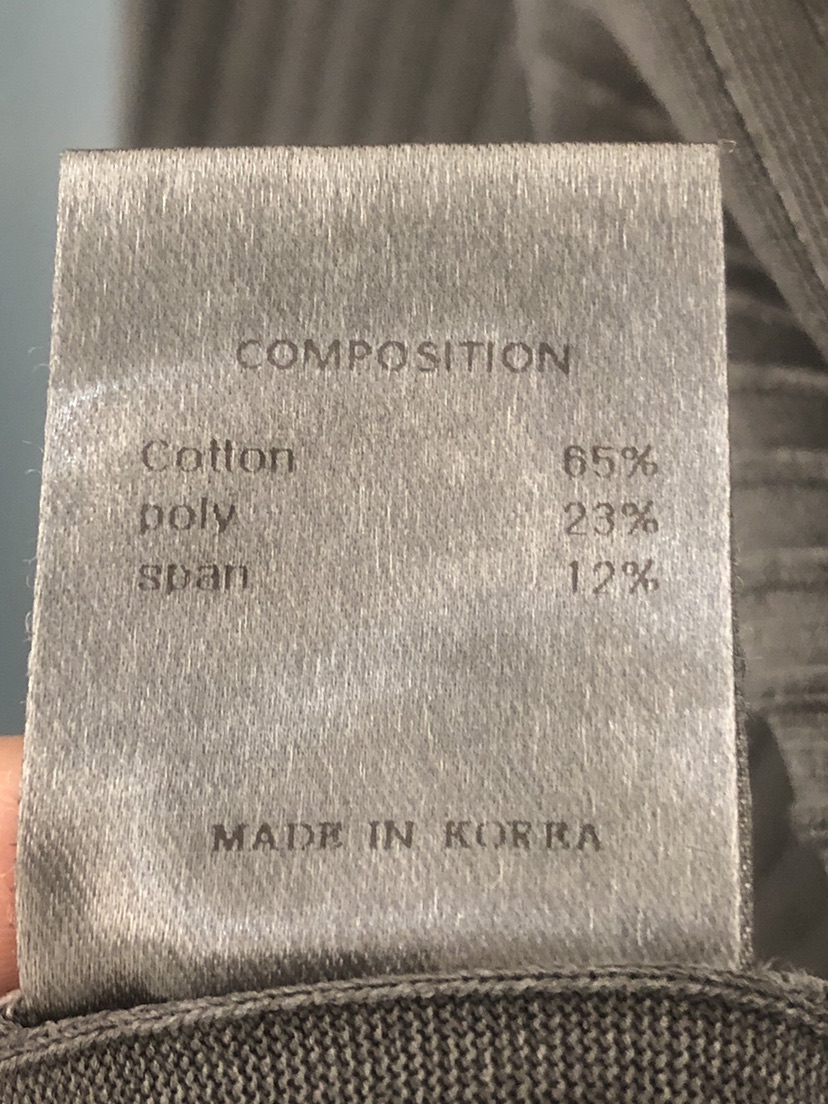 COMPOSITION
Cotton 65%
poly 23%
span 12%
MADE IN KOREA